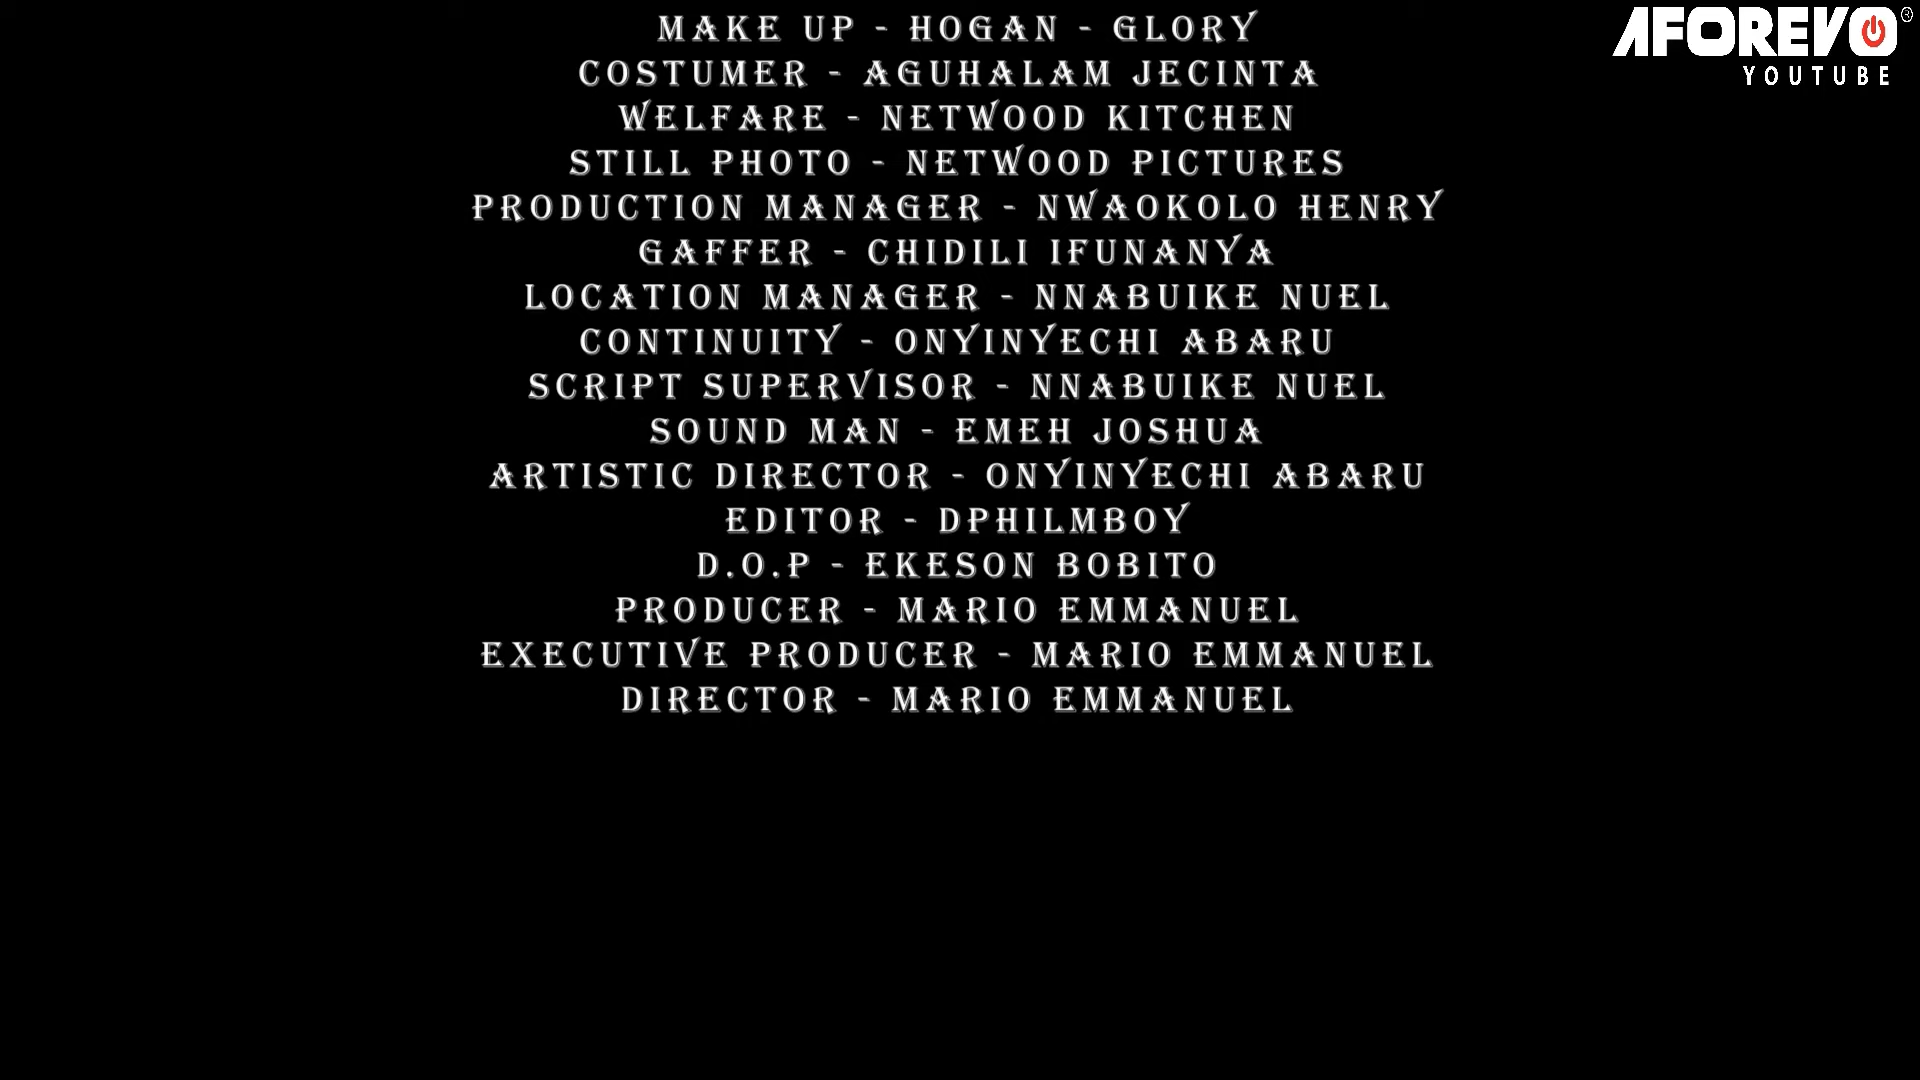 MAKE UP - HOGAN - GLORY
COSTUMER - AGUHALAM JECINTA
WELFARE - NETWOOD KITCHEN
STILL PHOTO - NETWOOD PICTURES
PRODUCTION MANAGER - NWAOKOLO HENRY
GAFFER - CHIDILI IFUNANYA
LOCATION MANAGER - NNABUIKE NUEL
CONTINUITY - ONYINYECHI ABARU
SCRIPT SUPERVISOR - NNABUIKE NUEL
SOUND MAN - EMEH JOSHUA
ARTISTIC DIRECTOR - ONYINYECHI ABARU
EDITOR - DPHILMBOY
D.O.P - EKESON BOBITO
PRODUCER - MARIO EMMANUEL
EXECUTIVE PRODUCER - MARIO EMMANUEL
DIRECTOR - MARIO EMMANUEL
AFOREVO®
YOUTUBE